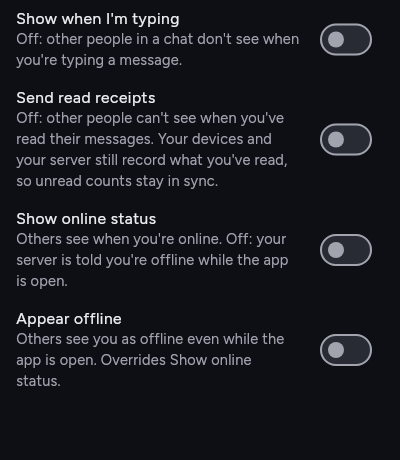 Show when I'm typing
Off: other people in a chat don't see when
you're typing a message.
Send read receipts
Off: other people can't see when you've
read their messages. Your devices and
your server still record what you've read,
so unread counts stay in sync.
Show online status
Others see when you're online. Off: your
server is told you're offline while the app
is open.
Appear offline
Others see you as offline even while the
app is open. Overrides Show online
status.